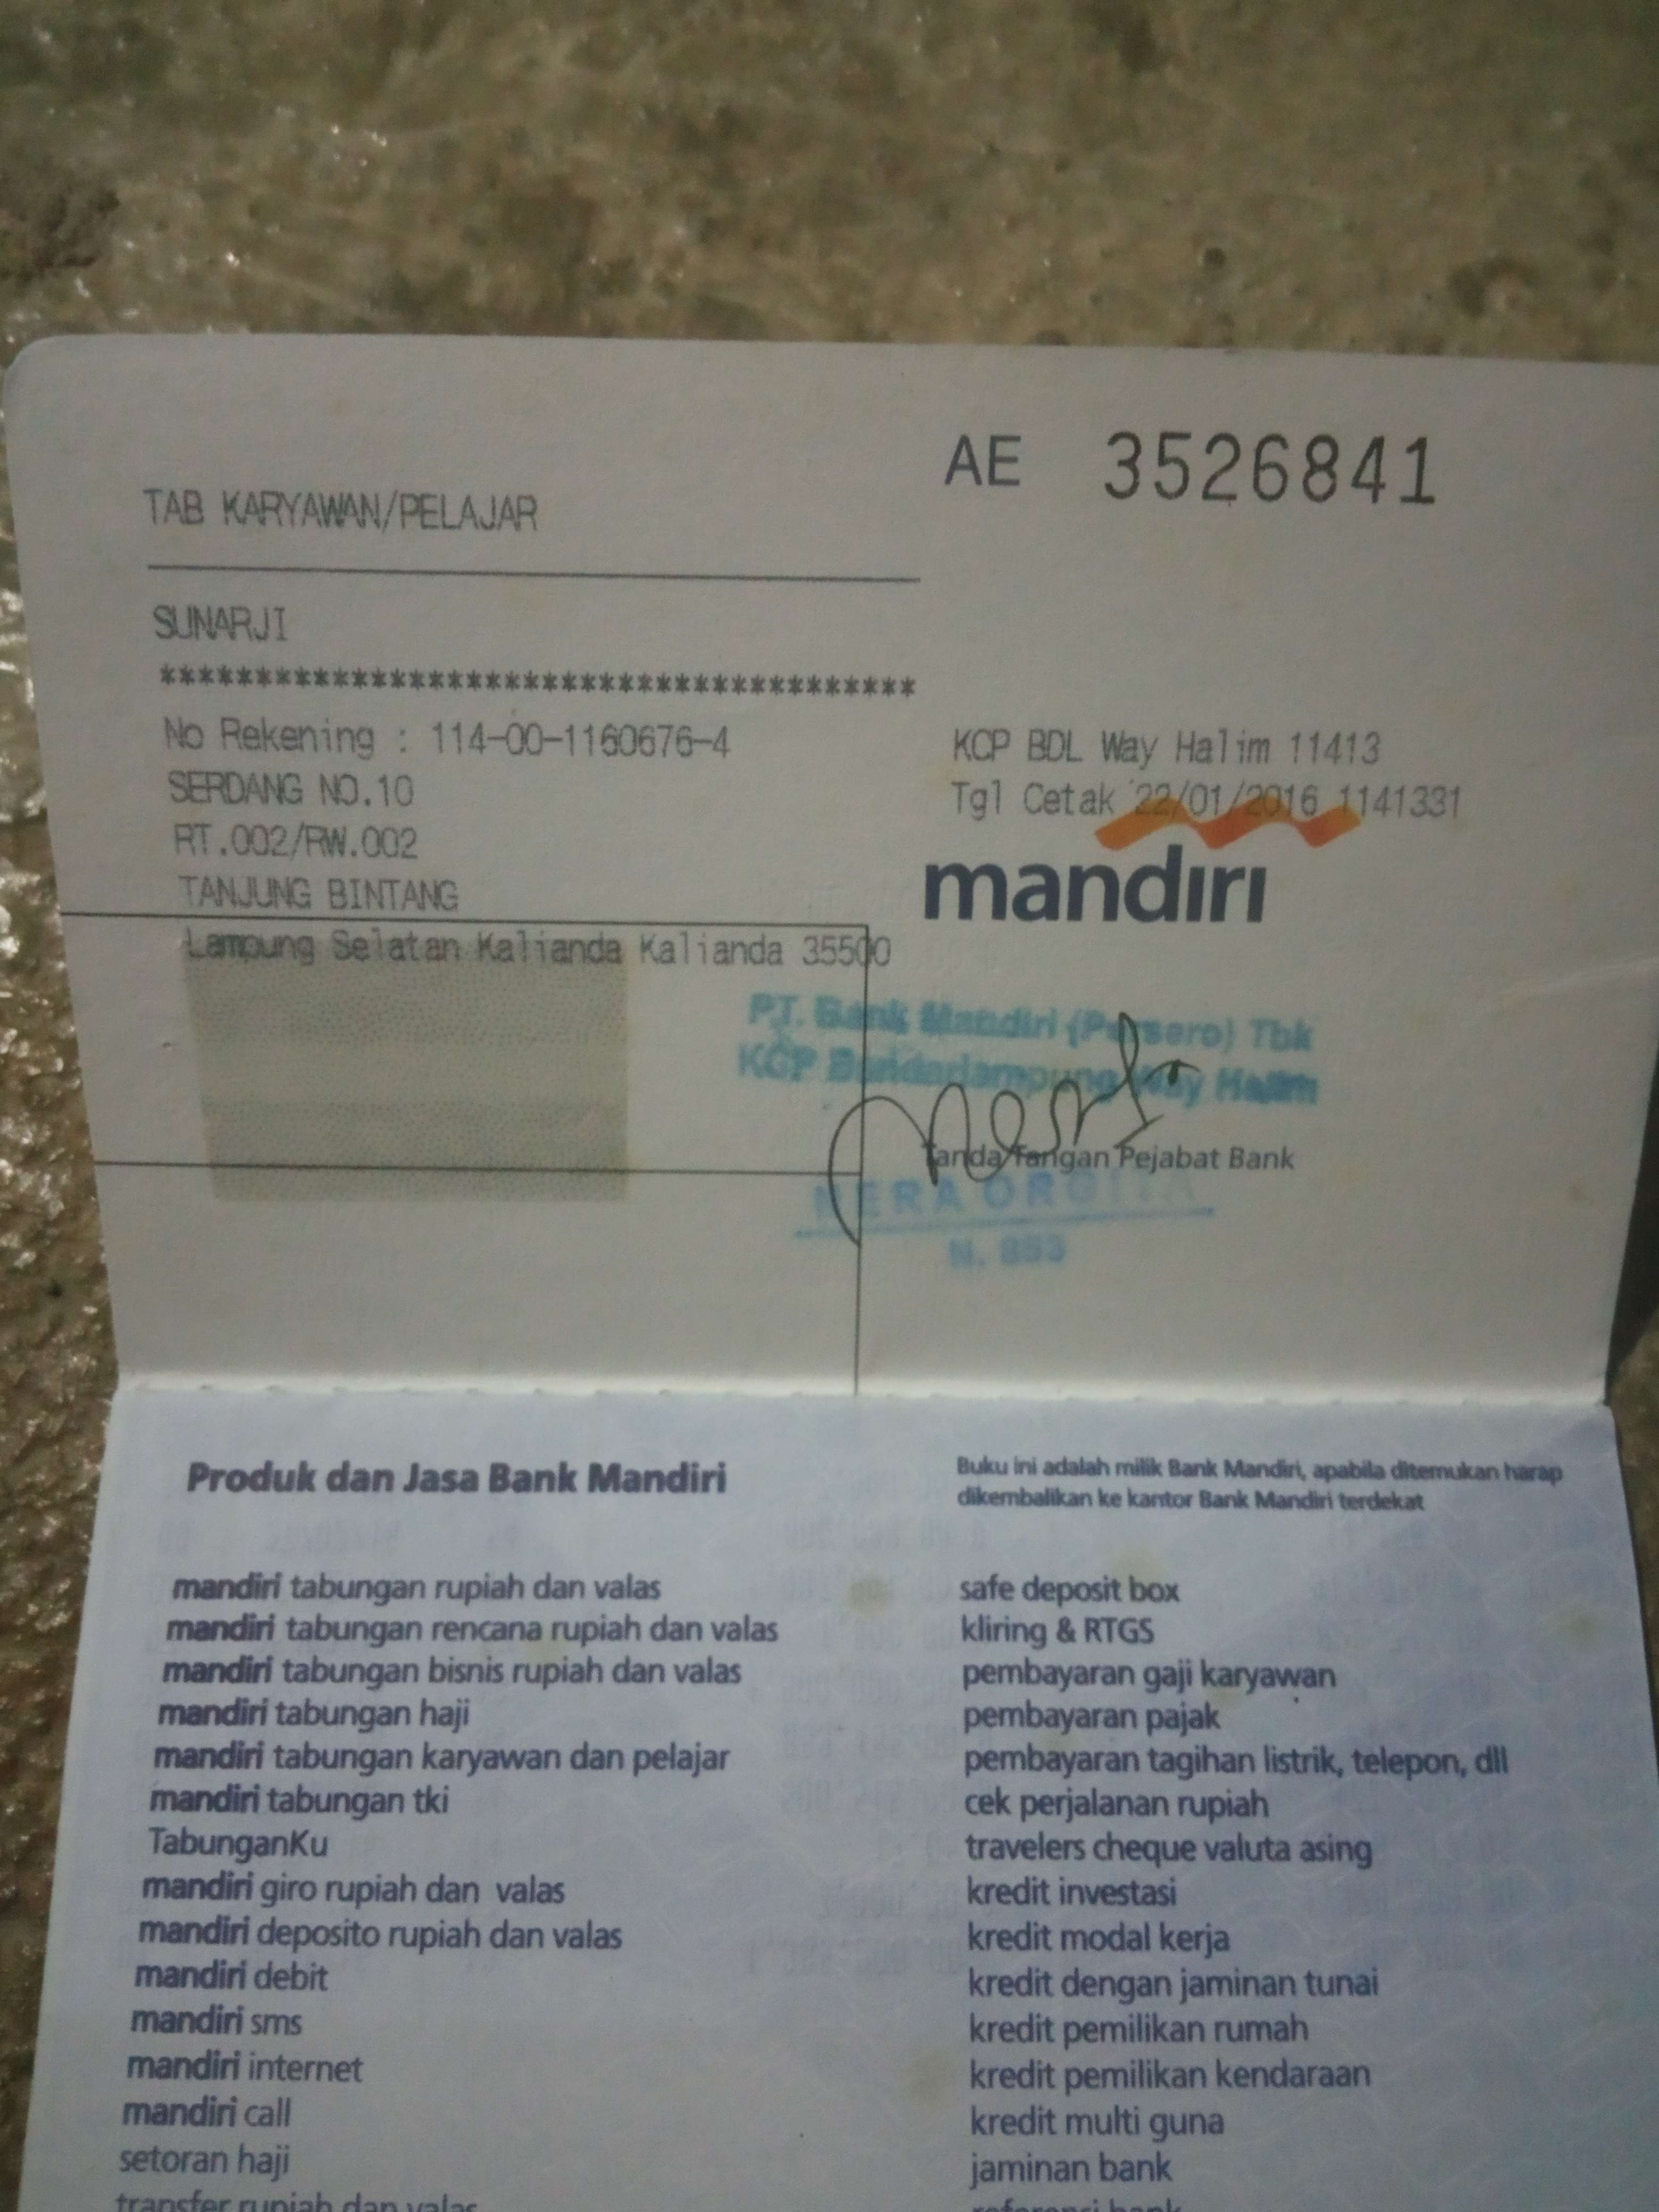 AE 3526841
TAB KARYAWAN/PELAJAR
SUNARJI
***************************************
No Rekening : 114-00-1160676-4
SERDANG NO.10
RT.002/RW.002
TANJUNG BINTANG
Lampung Selatan Kalianda Kalianda 35500
KCP BDL Way Halim 11413
Tgl Cetak 22/01/2016 1141331
mandiri
PT. Bank Mandiri (Persero) Tbk
KCP Bandarlampung Way Halim
Tanda Tangan Pejabat Bank
MERA ORGITA
Produk dan Jasa Bank Mandiri
mandiri tabungan rupiah dan valas
mandiri tabungan rencana rupiah dan valas
mandiri tabungan bisnis rupiah dan valas
mandiri tabungan haji
mandiri tabungan karyawan dan pelajar
mandiri tabungan tki
TabunganKu
mandiri giro rupiah dan valas
mandiri deposito rupiah dan valas
mandiri debit
mandiri sms
mandiri internet
mandiri call
setoran haji
transfer rupiah dan valas
Buku ini adalah milik Bank Mandiri, apabila ditemukan harap
dikembalikan ke kantor Bank Mandiri terdekat
safe deposit box
kliring & RTGS
pembayaran gaji karyawan
pembayaran pajak
pembayaran tagihan listrik, telepon, dll
cek perjalanan rupiah
travelers cheque valuta asing
kredit investasi
kredit modal kerja
kredit dengan jaminan tunai
kredit pemilikan rumah
kredit pemilikan kendaraan
kredit multi guna
jaminan bank
referensi bank